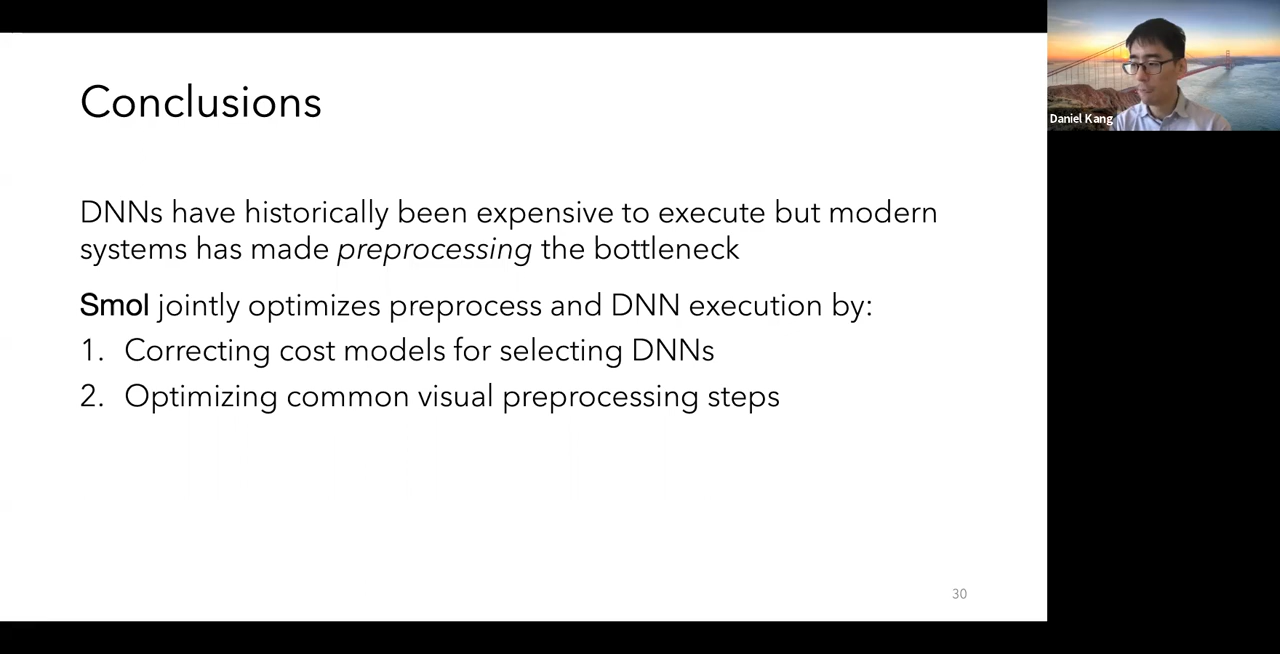 Conclusions
DNNs have historically been expensive to execute but modern
systems has made preprocessing the bottleneck
Smol jointly optimizes preprocess and DNN execution by:
1. Correcting cost models for selecting DNNs
2. Optimizing common visual preprocessing steps
30
Daniel Kang